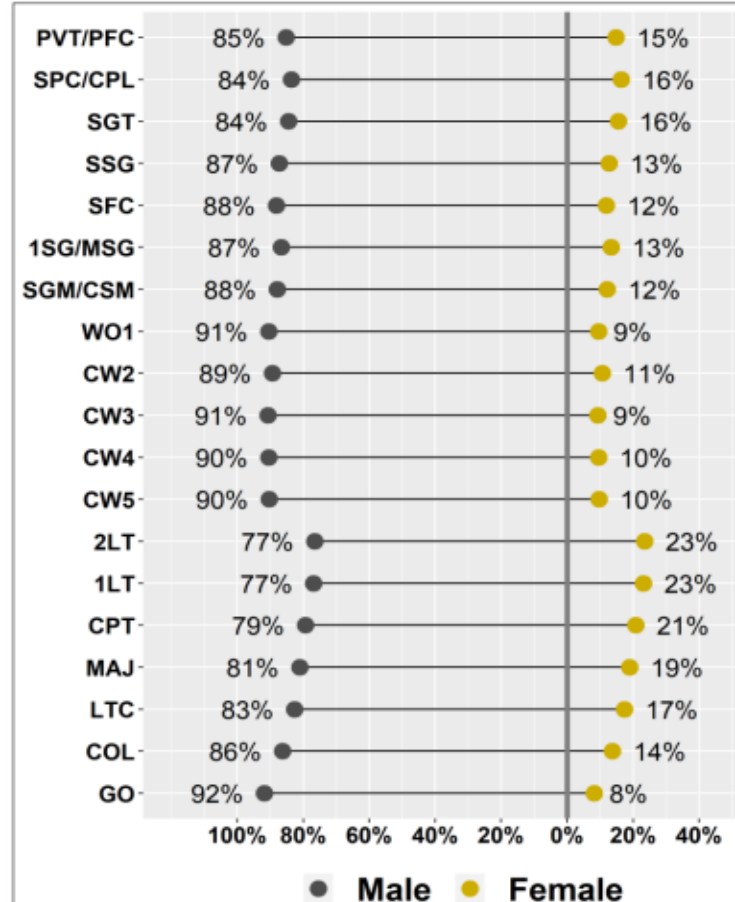 PVT/PFC 85% 15%
SPC/CPL 84% 16%
SGT 84% 16%
SSG 87% 13%
SFC 88% 12%
1SG/MSG 87% 13%
SGM/CSM 88% 12%
WO1 91% 9%
CW2 89% 11%
CW3 91% 9%
CW4 90% 10%
CW5 90% 10%
2LT 77% 23%
1LT 77% 23%
CPT 79% 21%
MAJ 81% 19%
LTC 83% 17%
COL 86% 14%
GO 92% 8%
100% 80% 60% 40% 20% 0% 20% 40%
Male Female